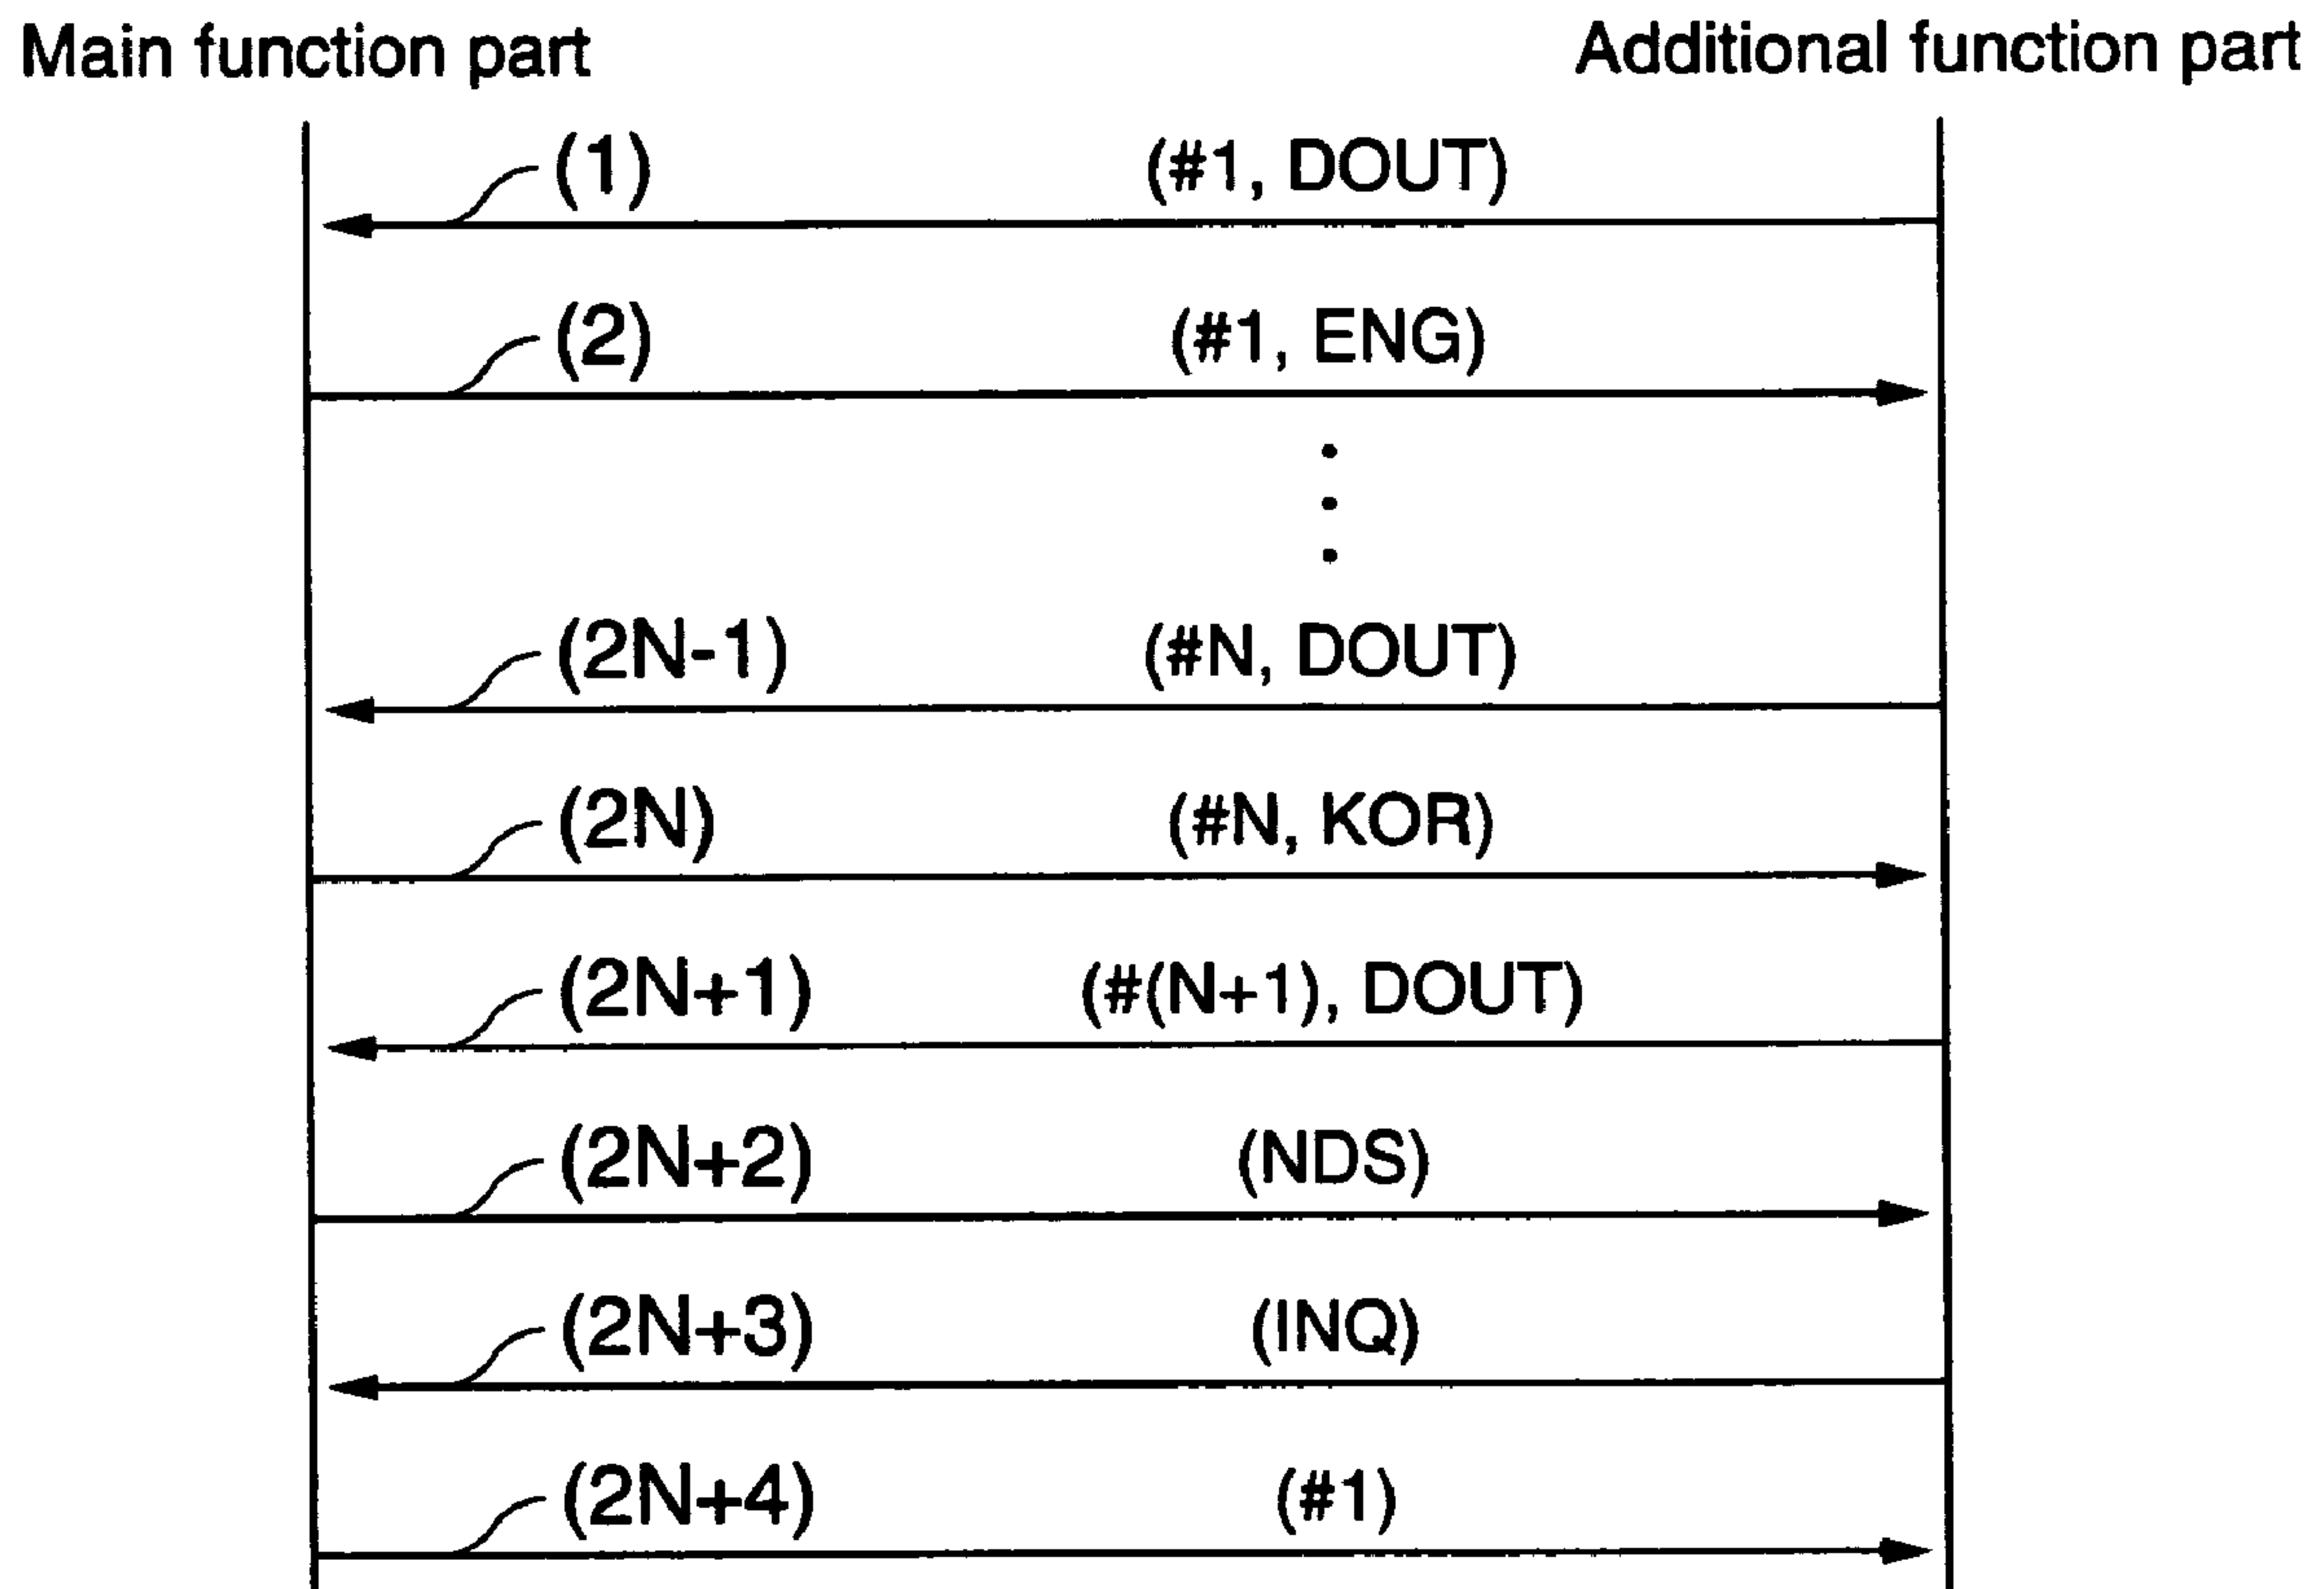 Main function part Additional function part
(1) (#1, DOUT)
(2) (#1, ENG)
(2N-1) (#N, DOUT)
(2N) (#N, KOR)
(2N+1) (#(N+1), DOUT)
(2N+2) (NDS)
(2N+3) (INQ)
(2N+4) (#1)